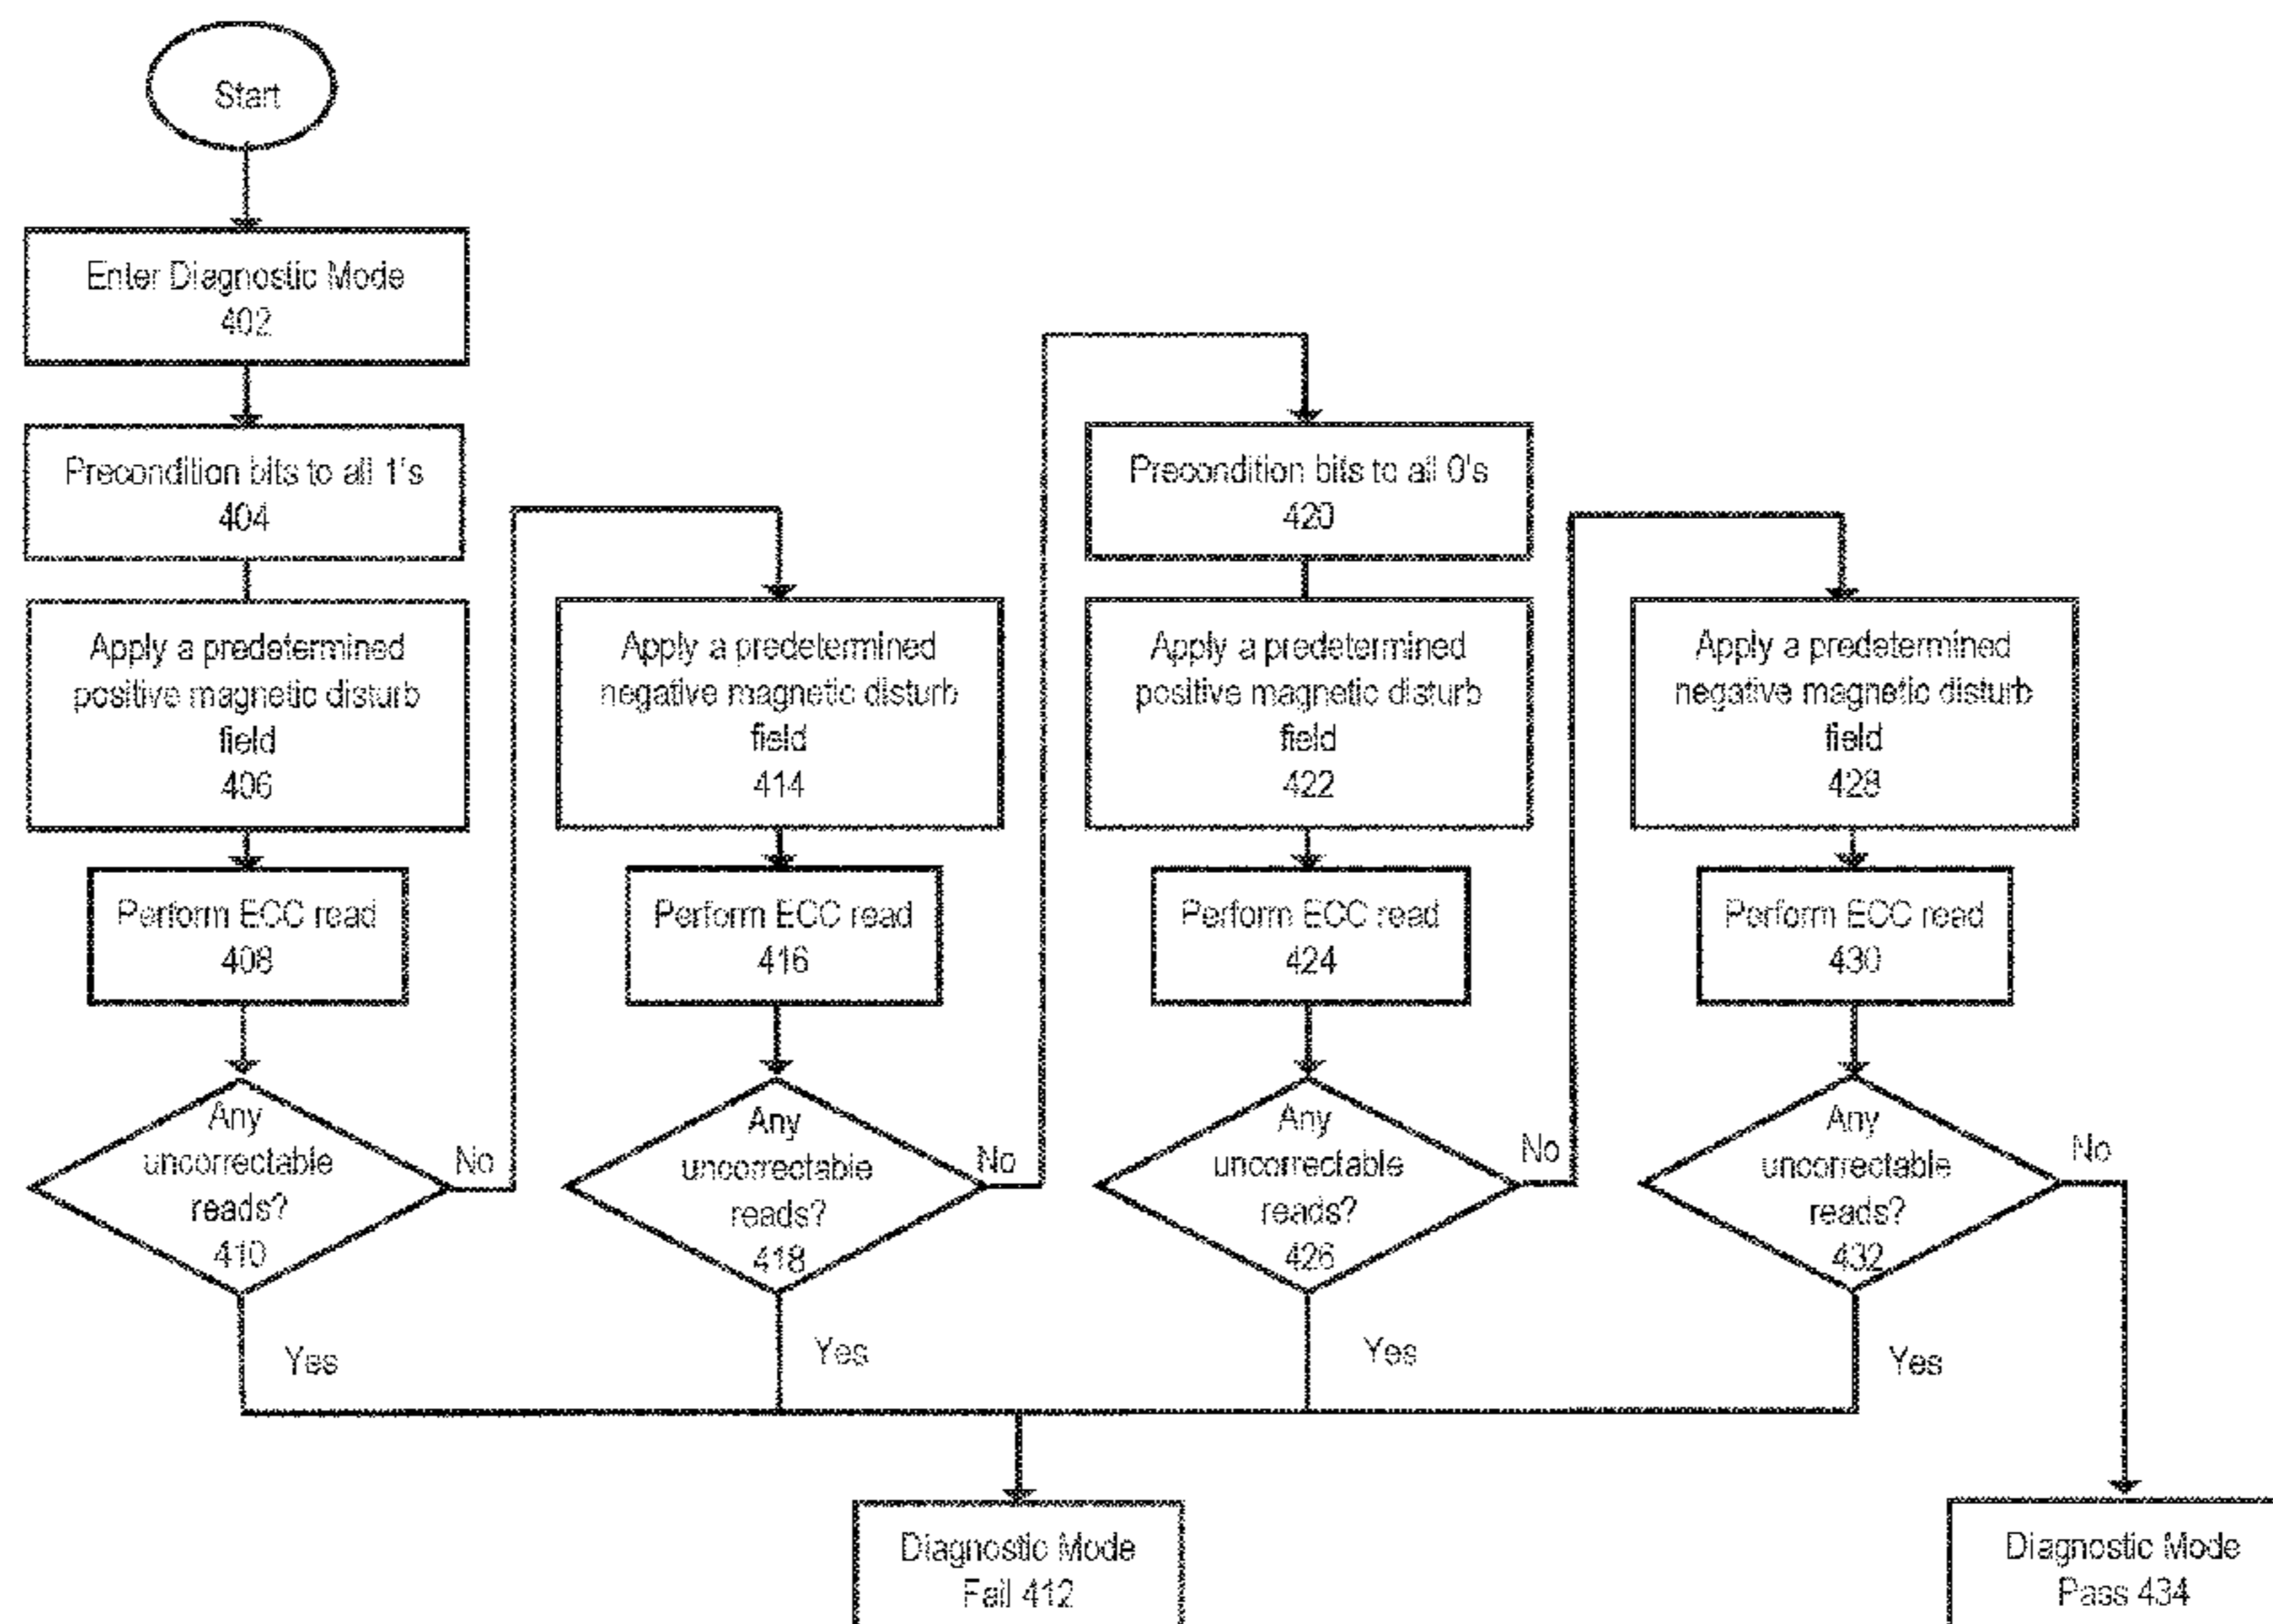 Start
Enter Diagnostic Mode
402
Precondition bits to all 1's
404
Apply a predetermined
positive magnetic disturb
field
406
Perform ECC read
408
Any
uncorrectable
reads?
410
No
Yes
Apply a predetermined
negative magnetic disturb
field
414
Perform ECC read
416
Any
uncorrectable
reads?
418
No
Yes
Precondition bits to all 0's
420
Apply a predetermined
positive magnetic disturb
field
422
Perform ECC read
424
Any
uncorrectable
reads?
426
No
Yes
Apply a predetermined
negative magnetic disturb
field
428
Perform ECC read
430
Any
uncorrectable
reads?
432
No
Yes
Diagnostic Mode
Fail 412
Diagnostic Mode
Pass 434